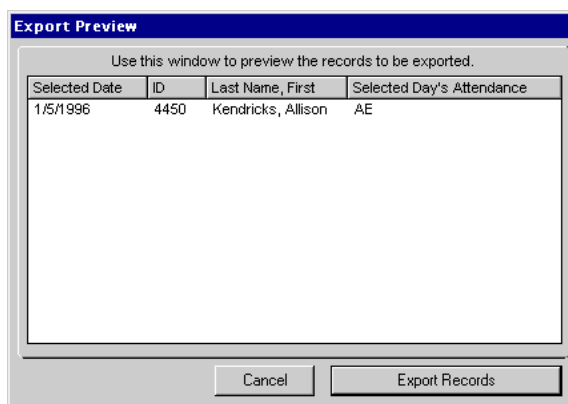 Export Preview
Use this window to preview the records to be exported.
Selected Date ID Last Name, First Selected Day's Attendance
1/5/1996 4450 Kendricks, Allison AE
Cancel Export Records